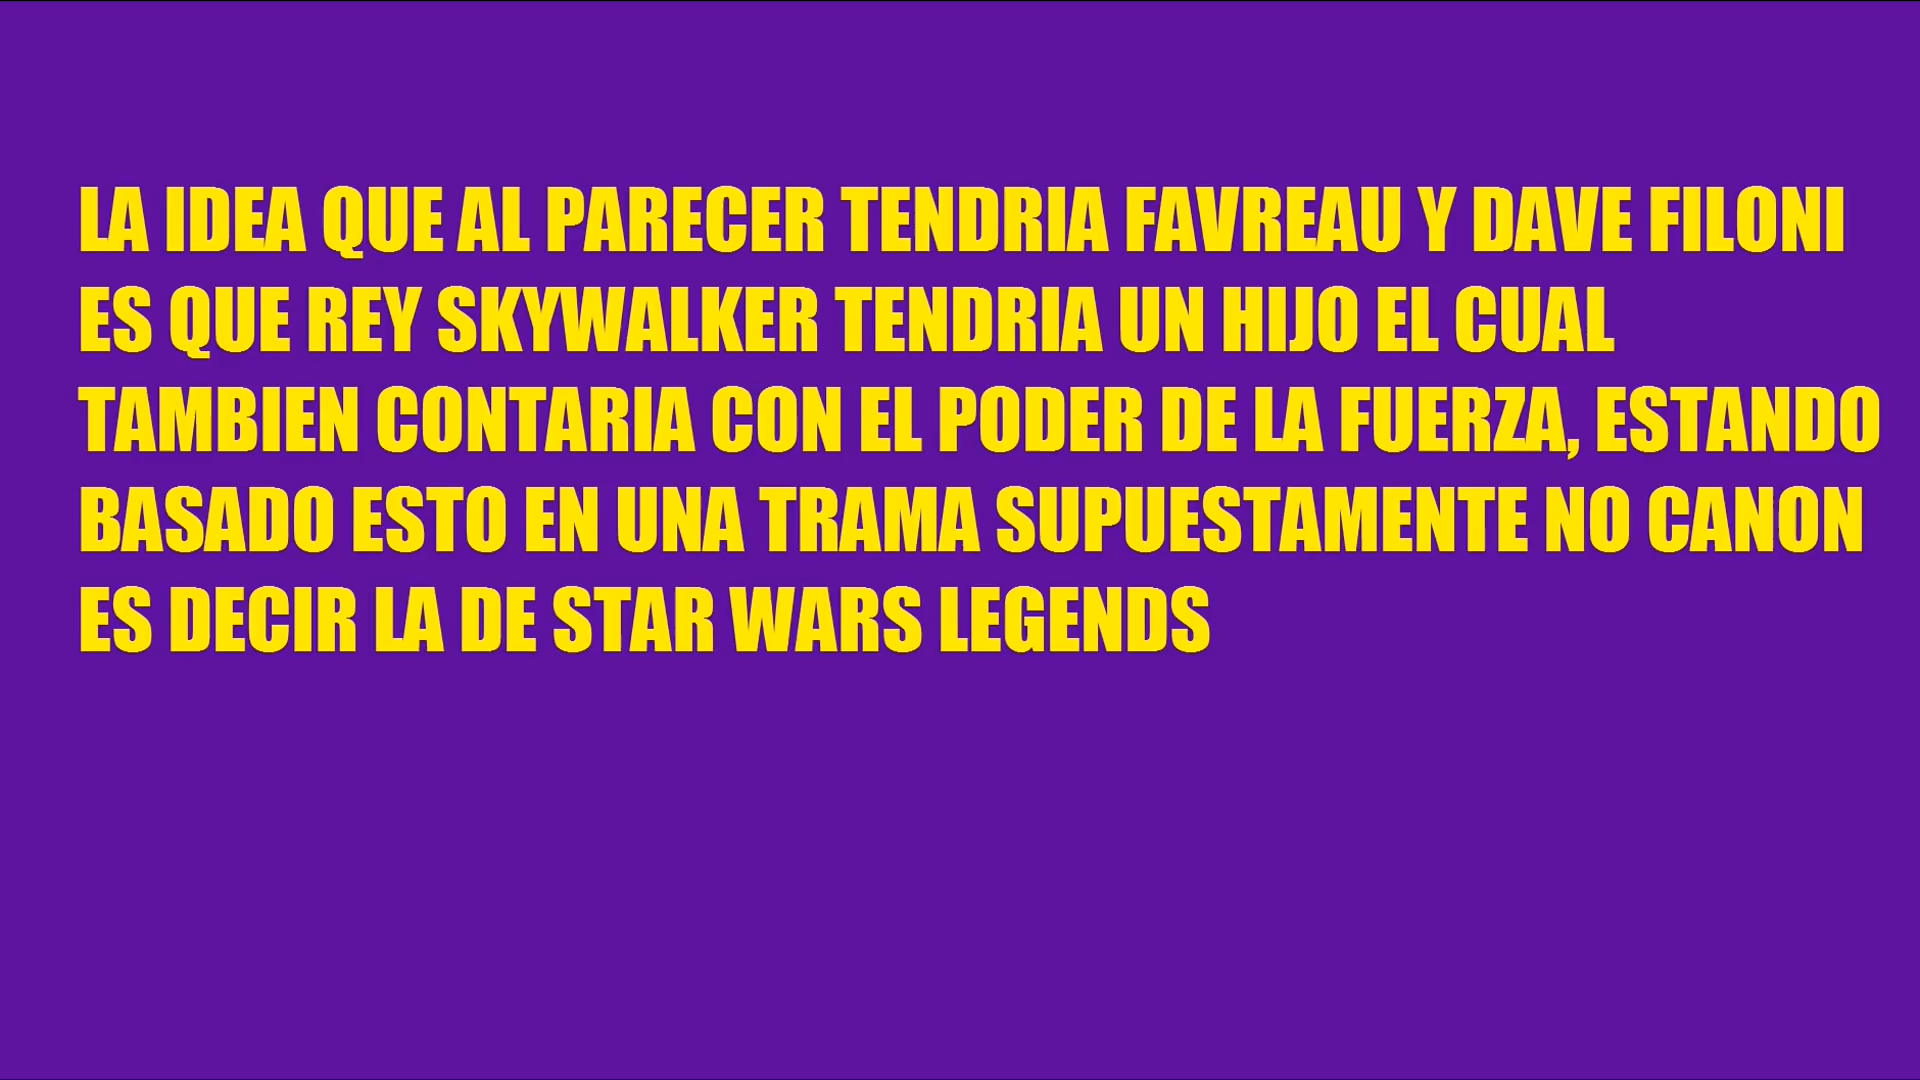 LA IDEA QUE AL PARECER TENDRIA FAVREAU Y DAVE FILONI
ES QUE REY SKYWALKER TENDRIA UN HIJO EL CUAL
TAMBIEN CONTARIA CON EL PODER DE LA FUERZA, ESTANDO
BASADO ESTO EN UNA TRAMA SUPUESTAMENTE NO CANON
ES DECIR LA DE STAR WARS LEGENDS